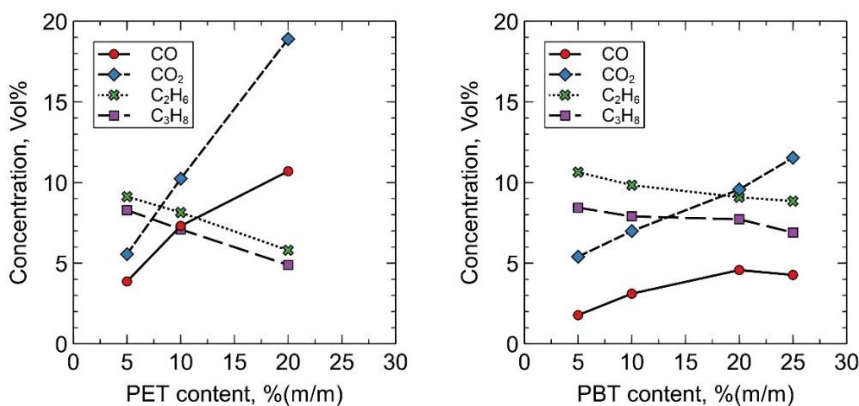 20
15
10
5
0
Concentration, Vol%
CO
CO₂
C₂H₆
C₃H₈
0 5 10 15 20 25 30
PET content, %(m/m)
20
15
10
5
0
Concentration, Vol%
CO
CO₂
C₂H₆
C₃H₈
0 5 10 15 20 25 30
PBT content, %(m/m)